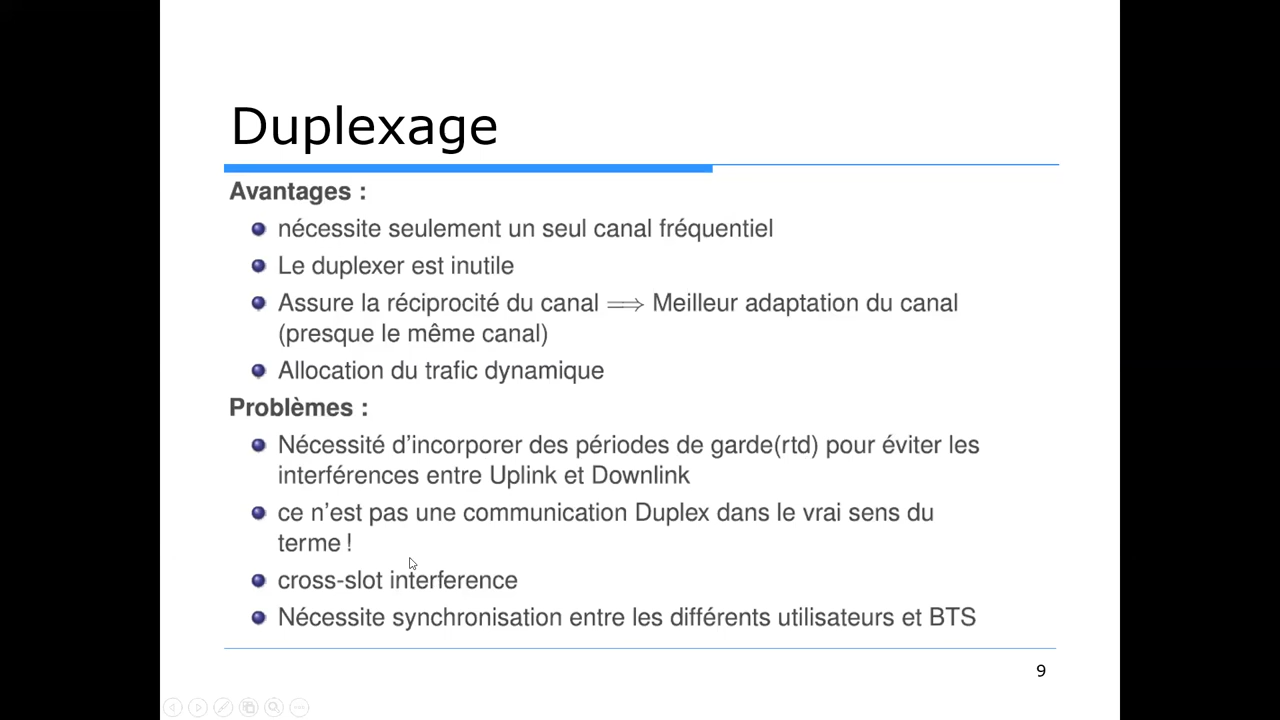 Duplexage
Avantages :
nécessite seulement un seul canal fréquentiel
Le duplexer est inutile
Assure la réciprocité du canal ⟹ Meilleur adaptation du canal
(presque le même canal)
Allocation du trafic dynamique
Problèmes :
Nécessité d'incorporer des périodes de garde(rtd) pour éviter les
interférences entre Uplink et Downlink
ce n'est pas une communication Duplex dans le vrai sens du
terme !
cross-slot interference
Nécessite synchronisation entre les différents utilisateurs et BTS
9